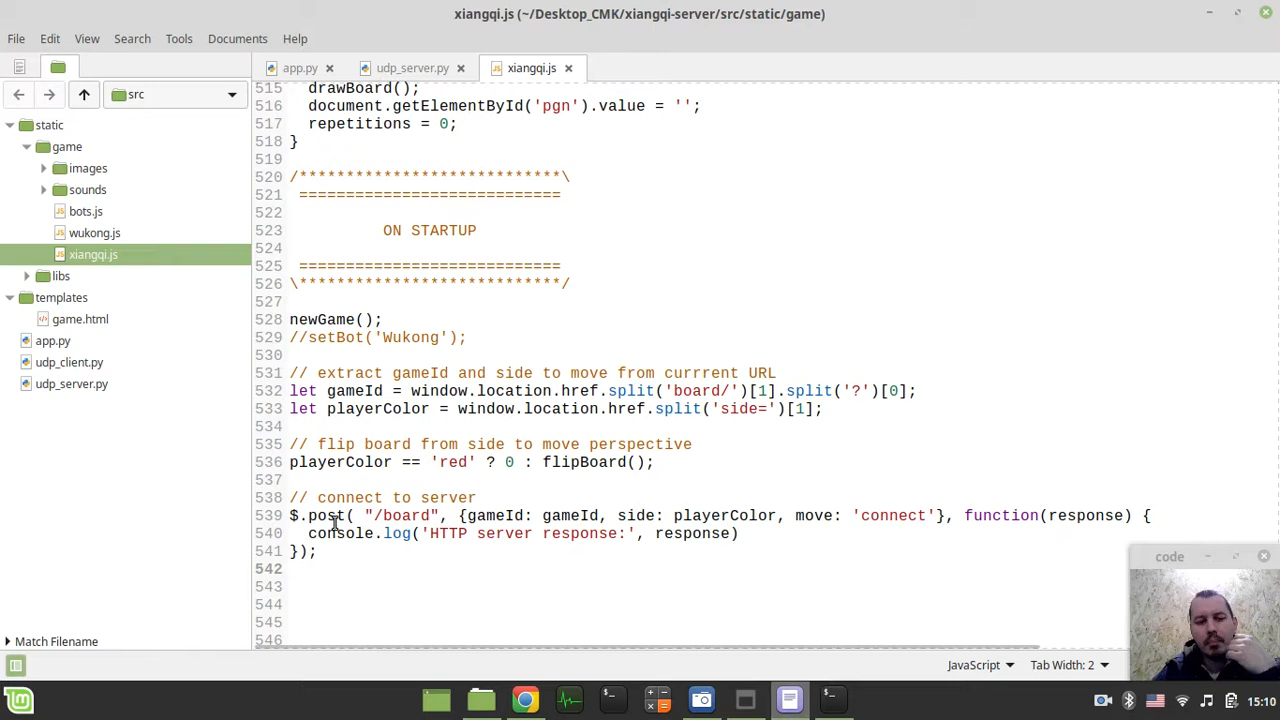 xiangqi.js (~/Desktop_CMK/xiangqi-server/src/static/game)
File Edit View Search Tools Documents Help
app.py
udp_server.py
xiangqi.js
src
static
game
images
sounds
bots.js
wukong.js
xiangqi.js
libs
templates
game.html
app.py
udp_client.py
udp_server.py
Match Filename
515 drawBoard();
516 document.getElementById('pgn').value = '';
517 repetitions = 0;
518 }
519
520 /****************************\
521 ============================
522
523 ON STARTUP
524
525 ============================
526 \****************************/
527
528 newGame();
529 //setBot('Wukong');
530
531 // extract gameId and side to move from currrent URL
532 let gameId = window.location.href.split('board/')[1].split('?')[0];
533 let playerColor = window.location.href.split('side=')[1];
534
535 // flip board from side to move perspective
536 playerColor == 'red' ? 0 : flipBoard();
537
538 // connect to server
539 $.post( "/board", {gameId: gameId, side: playerColor, move: 'connect'}, function(response) {
540 console.log('HTTP server response:', response)
541 });
542
543
544
545
546
code
JavaScript
Tab Width: 2
15:10